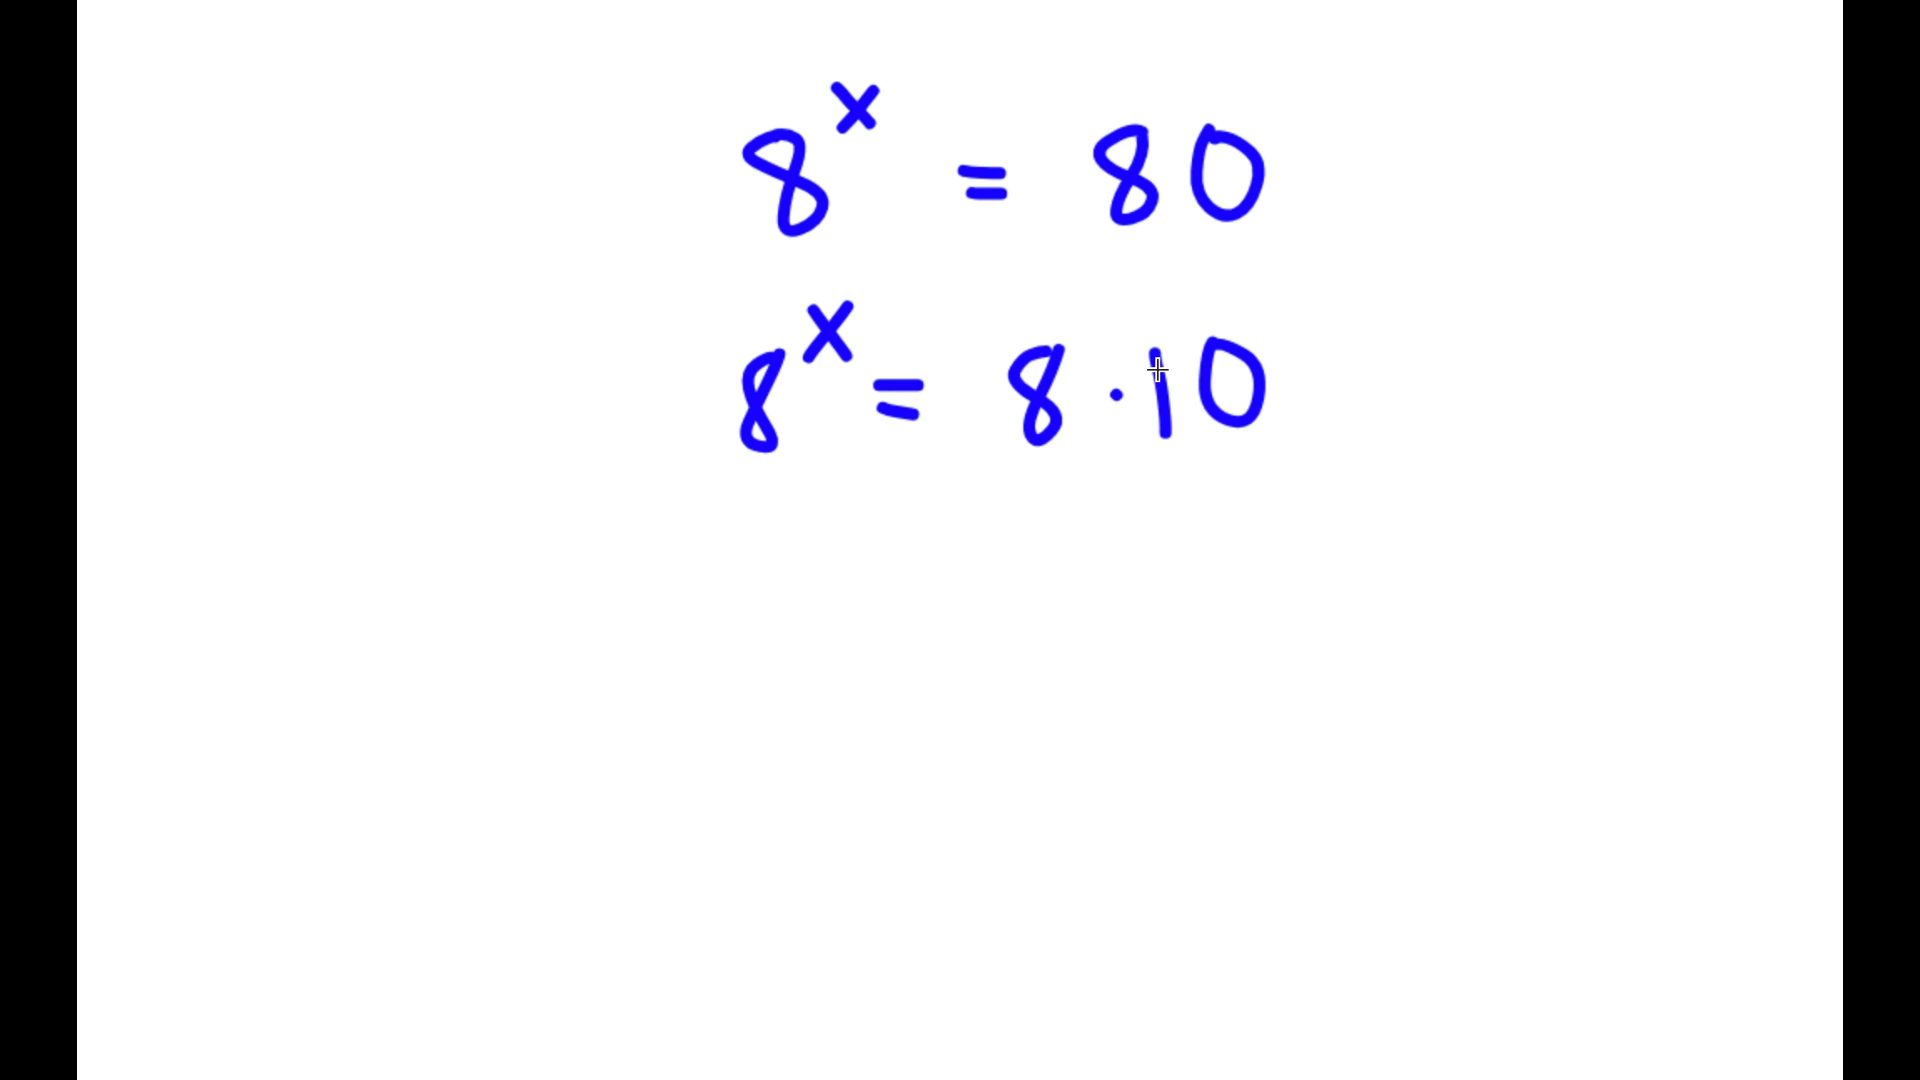 8^x = 80
8^x = 8 · 10